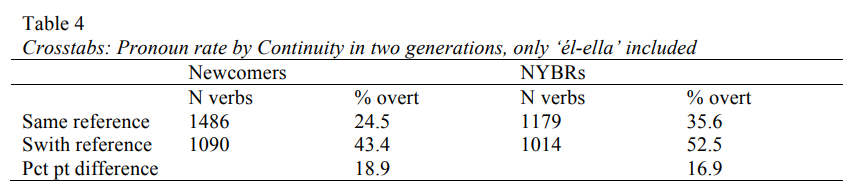 Table 4
Crosstabs: Pronoun rate by Continuity in two generations, only ‘él-ella’ included
Newcomers NYBRs
N verbs % overt N verbs % overt
Same reference 1486 24.5 1179 35.6
Swith reference 1090 43.4 1014 52.5
Pct pt difference 18.9 16.9